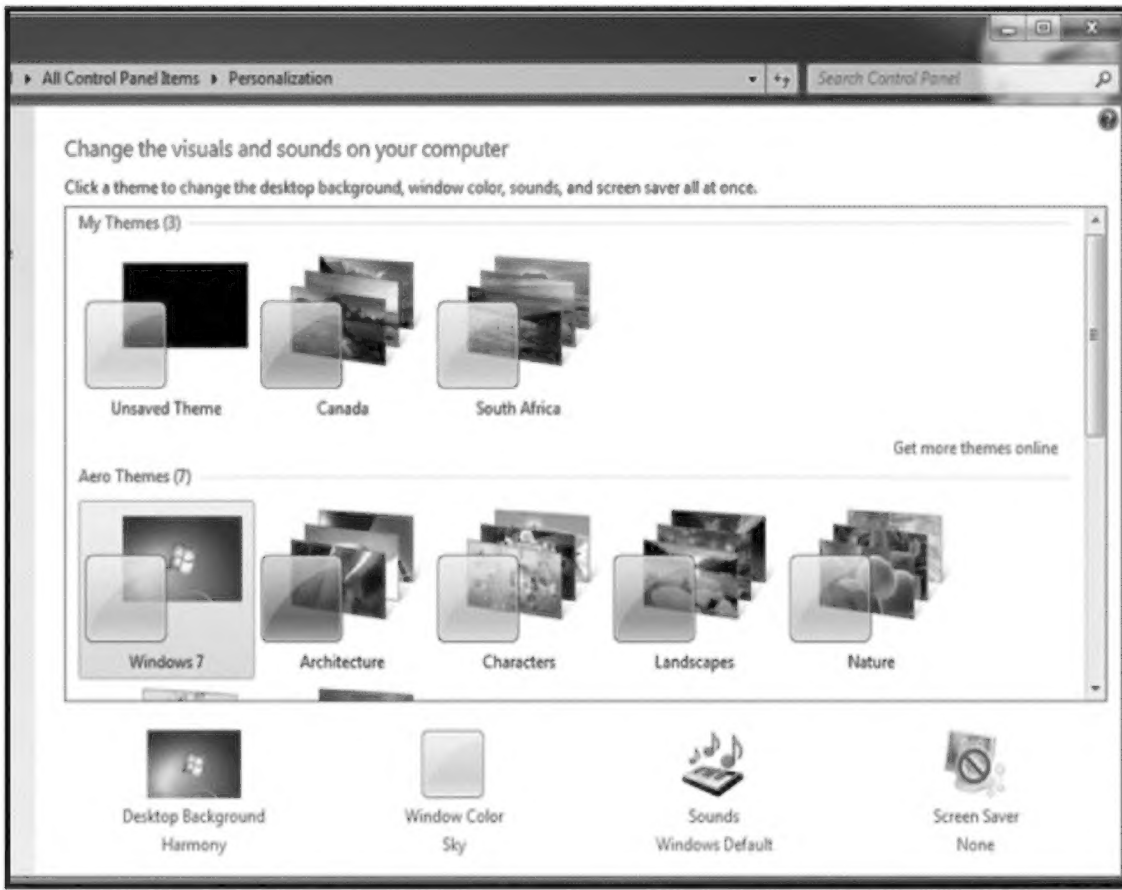 All Control Panel Items ▸ Personalization
Search Control Panel
Change the visuals and sounds on your computer
Click a theme to change the desktop background, window color, sounds, and screen saver all at once.
My Themes (3)
Unsaved Theme Canada South Africa
Get more themes online
Aero Themes (7)
Windows 7 Architecture Characters Landscapes Nature
Desktop Background Window Color Sounds Screen Saver
Harmony Sky Windows Default None